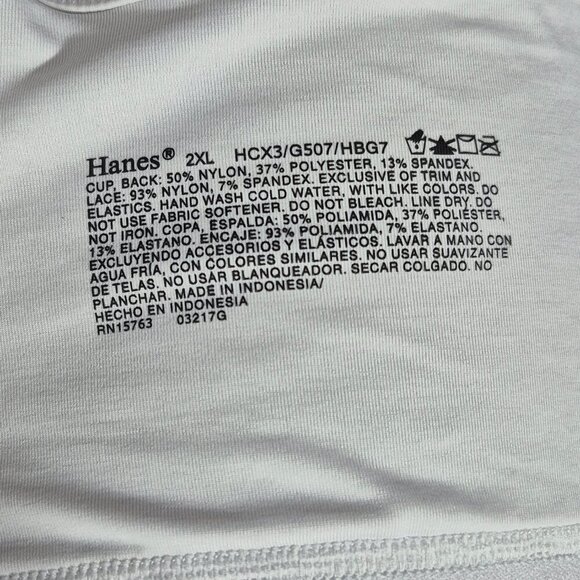 Hanes® 2XL HCX3/G507/HBG7
CUP, BACK: 50% NYLON, 37% POLYESTER, 13% SPANDEX.
LACE: 93% NYLON, 7% SPANDEX. EXCLUSIVE OF TRIM AND
ELASTICS. HAND WASH COLD WATER, WITH LIKE COLORS. DO
NOT USE FABRIC SOFTENER. DO NOT BLEACH. LINE DRY. DO
NOT IRON. COPA, ESPALDA: 50% POLIAMIDA, 37% POLIÉSTER,
13% ELASTANO. ENCAJE: 93% POLIAMIDA, 7% ELASTANO.
EXCLUYENDO ACCESORIOS Y ELÁSTICOS. LAVAR A MANO CON
AGUA FRÍA, CON COLORES SIMILARES. NO USAR SUAVIZANTE
DE TELAS. NO USAR BLANQUEADOR. SECAR COLGADO. NO
PLANCHAR. MADE IN INDONESIA/
HECHO EN INDONESIA
RN15763 03217G